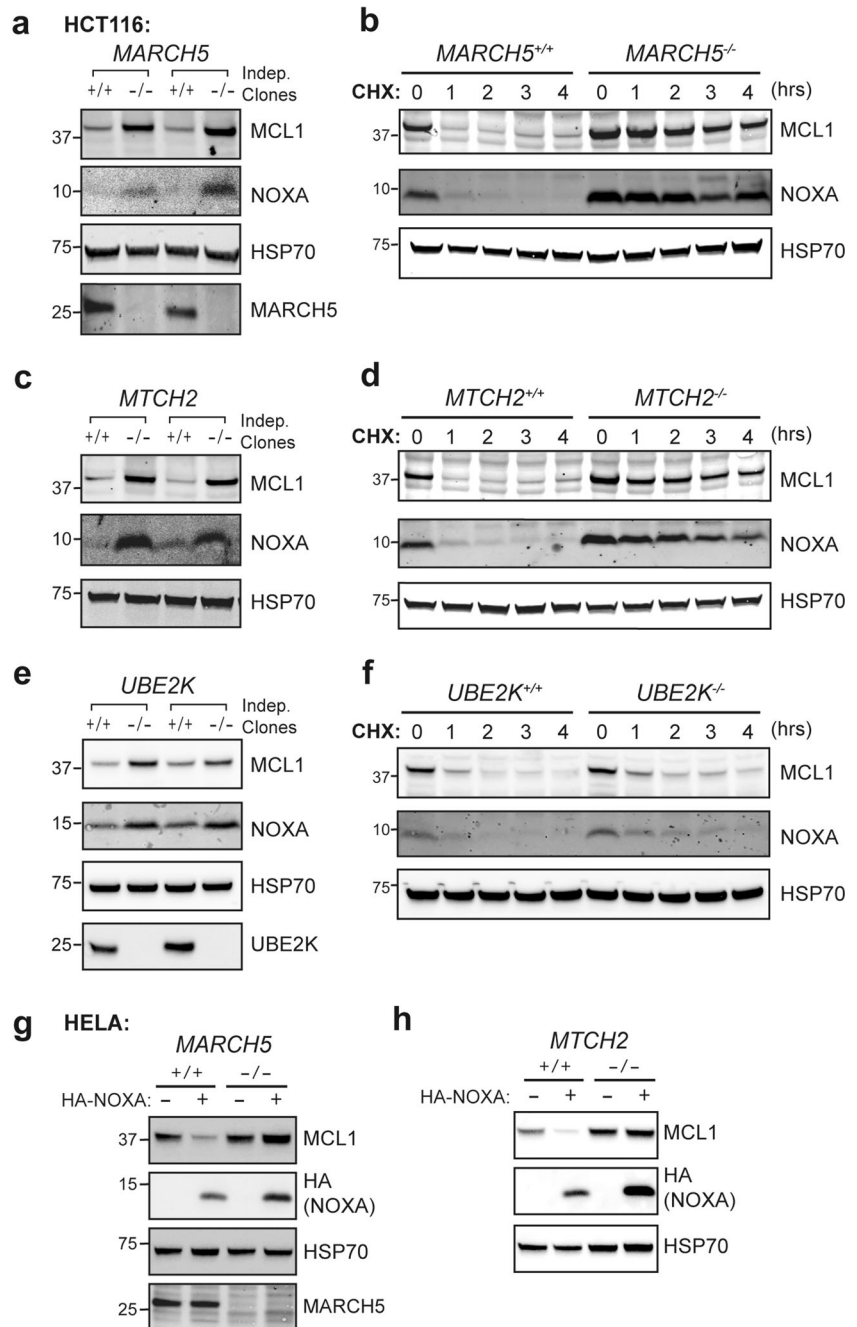 a HCT116:
MARCH5
+/+ -/- +/+ -/- Indep. Clones
37 MCL1
10 NOXA
75 HSP70
25 MARCH5
b MARCH5+/+ MARCH5-/-
CHX: 0 1 2 3 4 0 1 2 3 4 (hrs)
37 MCL1
10 NOXA
75 HSP70
c MTCH2
+/+ -/- +/+ -/- Indep. Clones
37 MCL1
10 NOXA
75 HSP70
d MTCH2+/+ MTCH2-/-
CHX: 0 1 2 3 4 0 1 2 3 4 (hrs)
37 MCL1
10 NOXA
75 HSP70
e UBE2K
+/+ -/- +/+ -/- Indep. Clones
37 MCL1
15 NOXA
75 HSP70
25 UBE2K
f UBE2K+/+ UBE2K-/-
CHX: 0 1 2 3 4 0 1 2 3 4 (hrs)
37 MCL1
10 NOXA
75 HSP70
g HELA:
MARCH5
+/+ -/-
HA-NOXA: – + – +
37 MCL1
15 HA
(NOXA)
75 HSP70
25 MARCH5
h MTCH2
+/+ -/-
HA-NOXA: – + – +
MCL1
HA
(NOXA)
HSP70